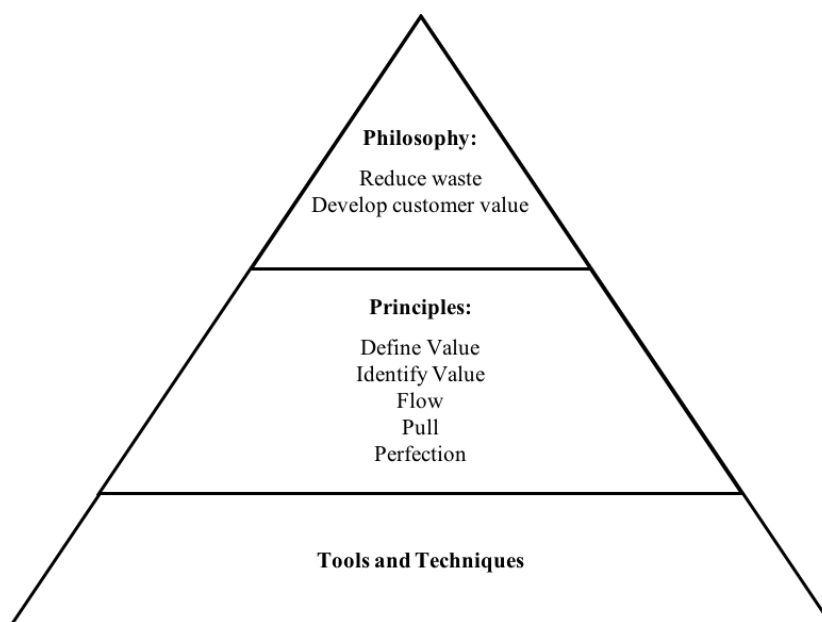 Philosophy:
Reduce waste
Develop customer value
Principles:
Define Value
Identify Value
Flow
Pull
Perfection
Tools and Techniques